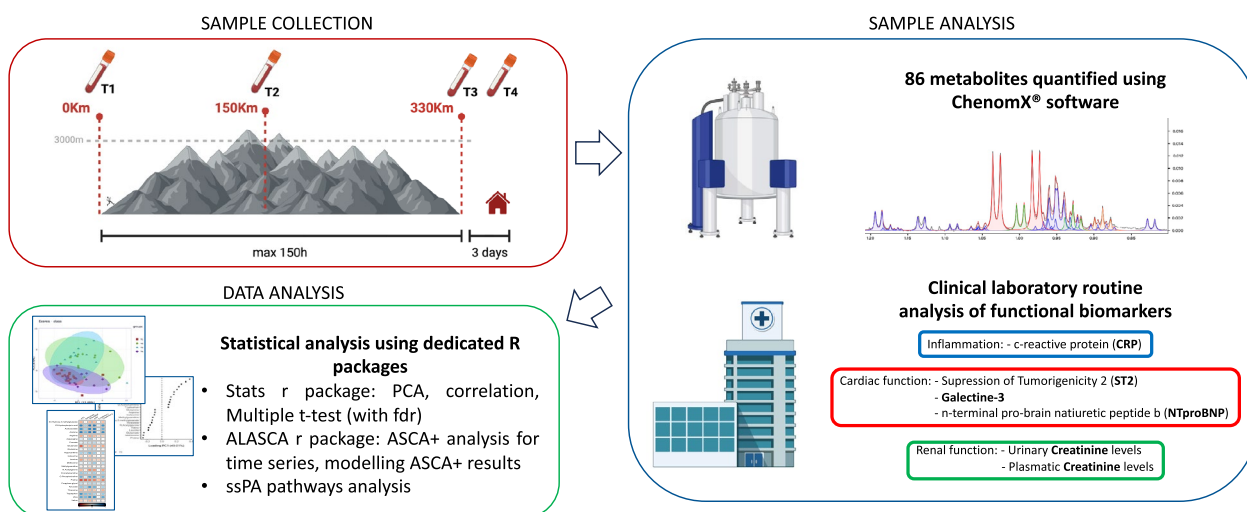 SAMPLE COLLECTION
T1
T2
T3
T4
0Km
150Km
330Km
3000m
max 150h
3 days
SAMPLE ANALYSIS
86 metabolites quantified using
ChenomX® software
Clinical laboratory routine
analysis of functional biomarkers
Inflammation: - c-reactive protein (CRP)
Cardiac function: - Supression of Tumorigenicity 2 (ST2)
- Galectine-3
- n-terminal pro-brain natiuretic peptide b (NTproBNP)
Renal function: - Urinary Creatinine levels
- Plasmatic Creatinine levels
DATA ANALYSIS
Statistical analysis using dedicated R
packages
• Stats r package: PCA, correlation,
Multiple t-test (with fdr)
• ALASCA r package: ASCA+ analysis for
time series, modelling ASCA+ results
• ssPA pathways analysis